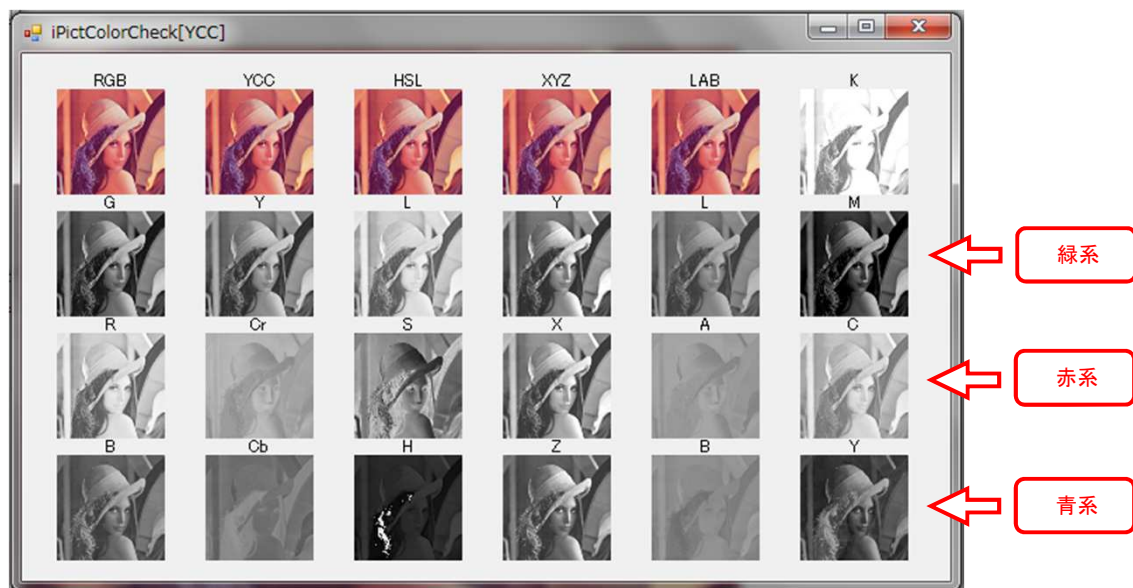 iPictColorCheck[YCC]
RGB YCC HSL XYZ LAB K
G Y L Y L M
緑系
R Cr S X A C
赤系
B Cb H Z B Y
青系